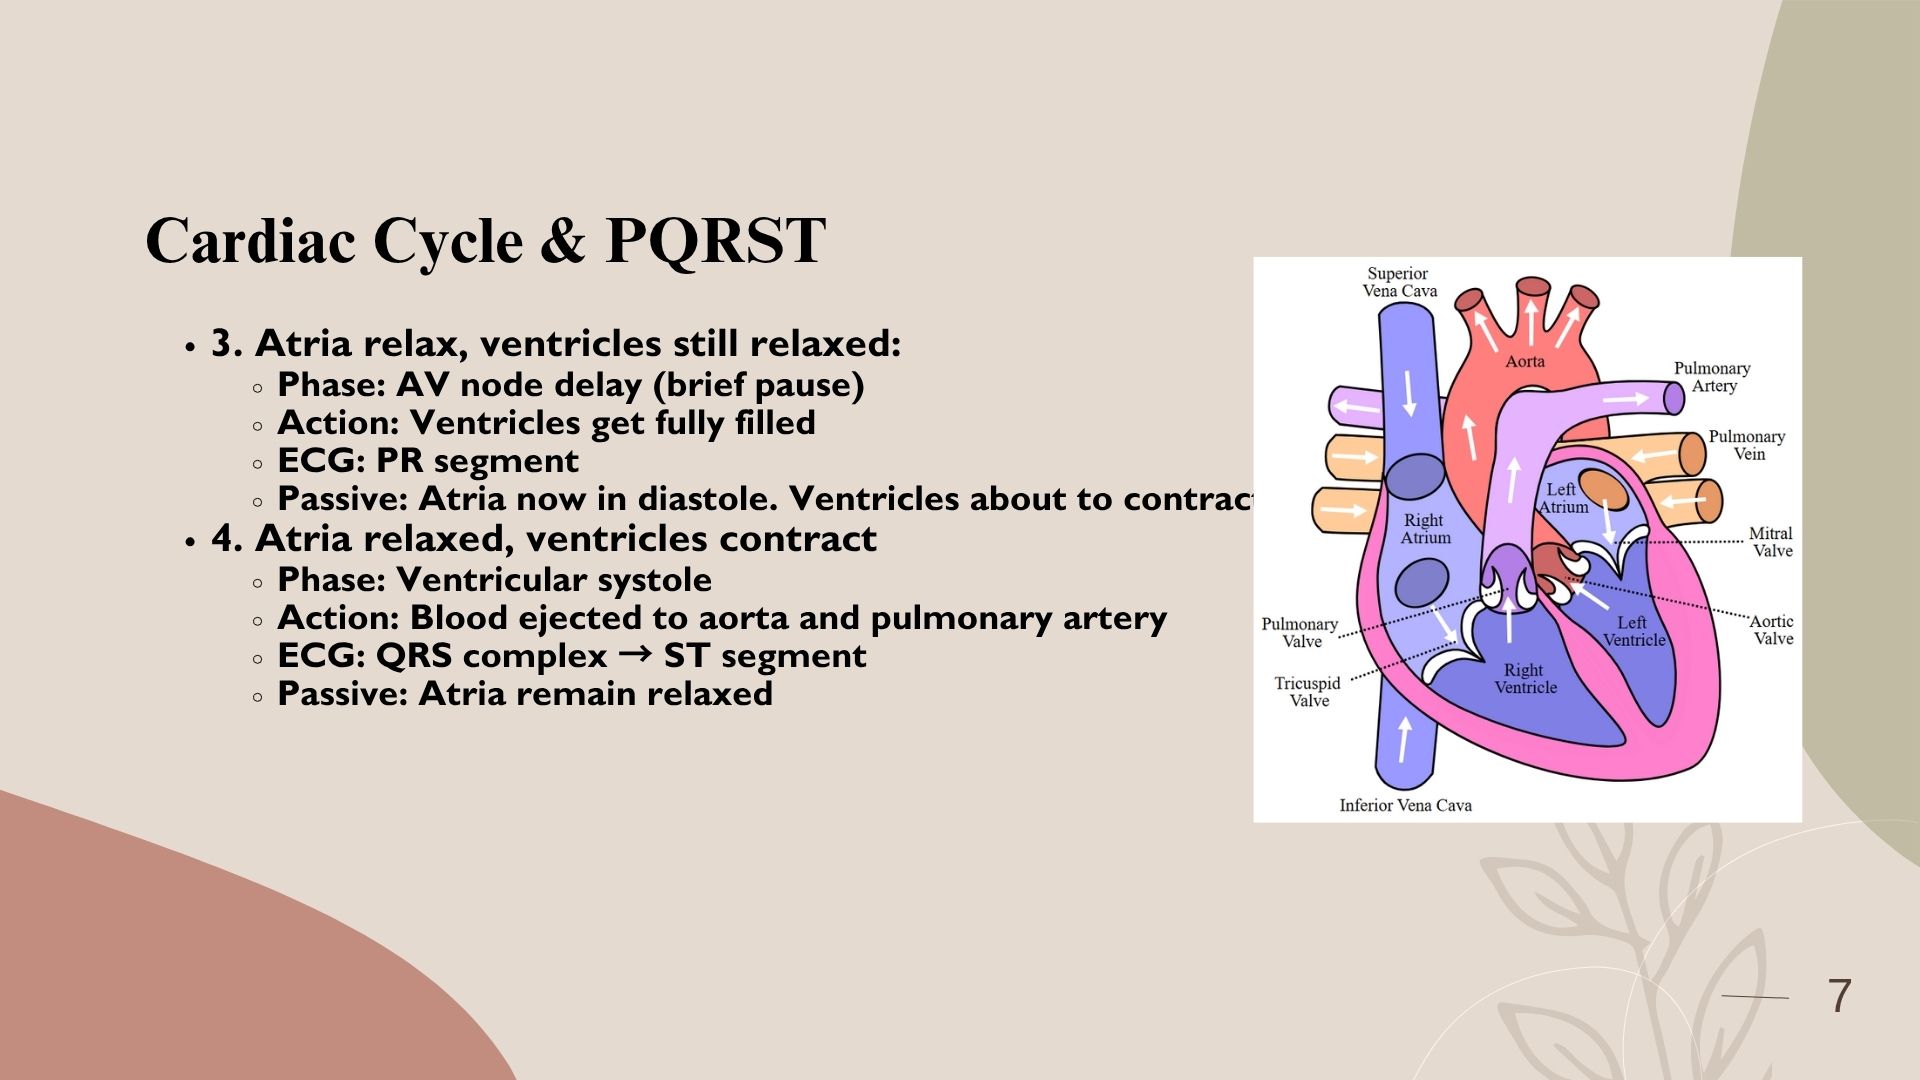 Cardiac Cycle & PQRST
• 3. Atria relax, ventricles still relaxed:
◦ Phase: AV node delay (brief pause)
◦ Action: Ventricles get fully filled
◦ ECG: PR segment
◦ Passive: Atria now in diastole. Ventricles about to contract
• 4. Atria relaxed, ventricles contract
◦ Phase: Ventricular systole
◦ Action: Blood ejected to aorta and pulmonary artery
◦ ECG: QRS complex → ST segment
◦ Passive: Atria remain relaxed
Superior
Vena Cava
Aorta
Pulmonary
Artery
Pulmonary
Vein
Left
Atrium
Right
Atrium
Mitral
Valve
Pulmonary
Valve
Aortic
Valve
Left
Ventricle
Right
Ventricle
Tricuspid
Valve
Inferior Vena Cava
7